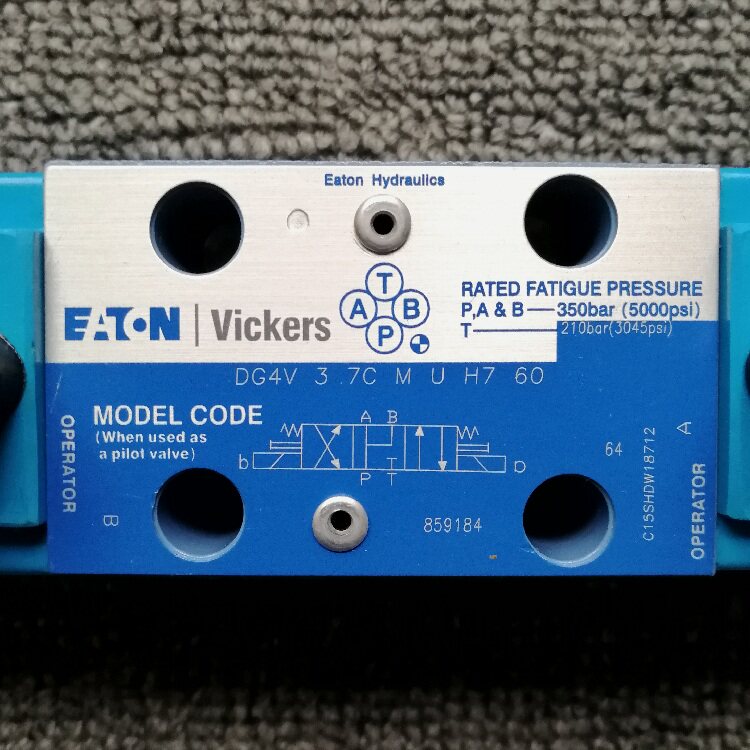 Eaton Hydraulics
T
A B
P
EATON | Vickers
RATED FATIGUE PRESSURE
P,A & B — 350bar (5000psi)
T — 210bar(3045psi)
DG4V 3 .7C M U H7 60
MODEL CODE
(When used as
a pilot valve)
A B
b
P T
OPERATOR
B
859184
64
C15SHDW18712
A
OPERATOR